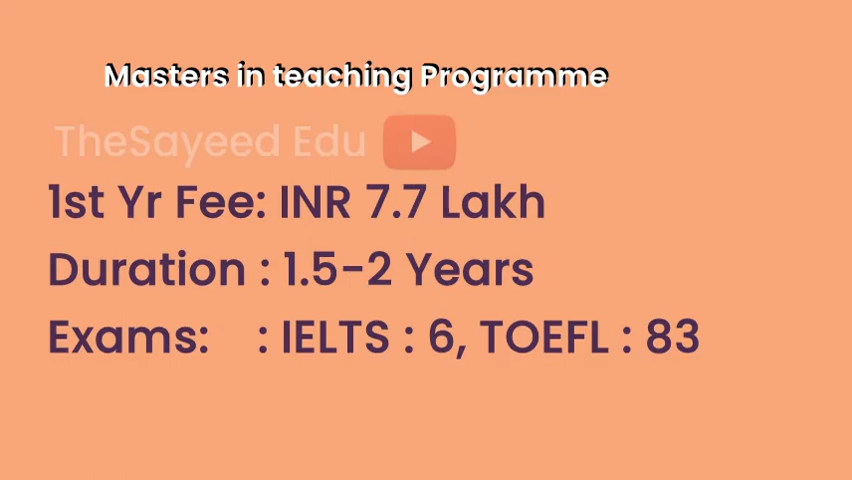 Masters in teaching Programme
TheSayeed Edu
1st Yr Fee: INR 7.7 Lakh
Duration : 1.5-2 Years
Exams: : IELTS : 6, TOEFL : 83